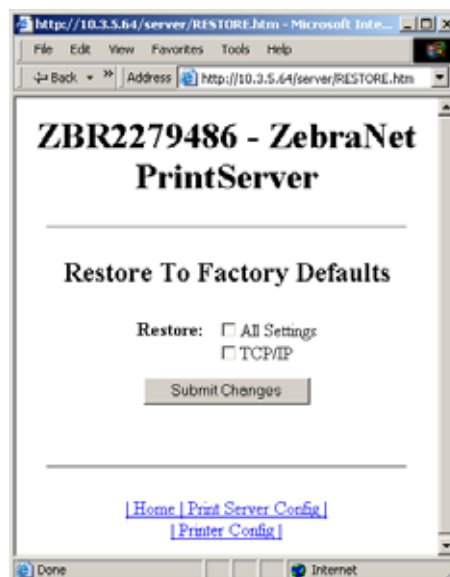 http://10.3.5.64/server/RESTORE.htm - Microsoft Inte...
File Edit View Favorites Tools Help
Back » Address http://10.3.5.64/server/RESTORE.htm
ZBR2279486 - ZebraNet
PrintServer
Restore To Factory Defaults
Restore: All Settings
TCP/IP
Submit Changes
| Home | Print Server Config |
| Printer Config |
Done Internet